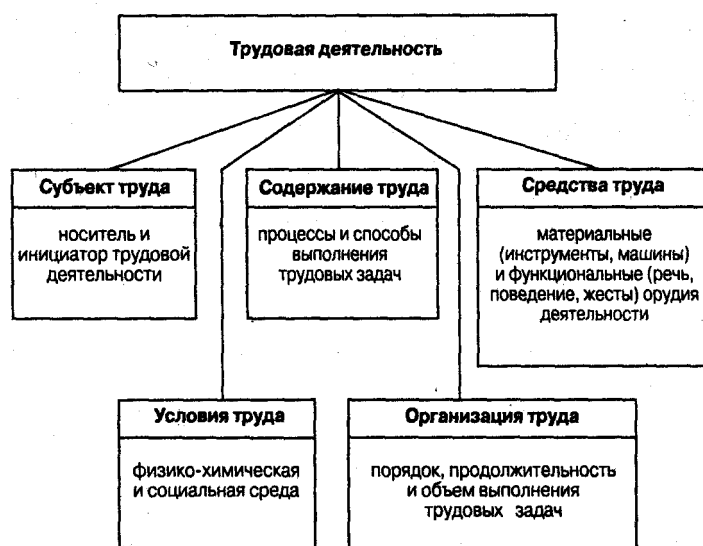 Трудовая деятельность
Субъект труда
носитель и
инициатор трудовой
деятельности
Содержание труда
процессы и способы
выполнения
трудовых задач
Средства труда
материальные
(инструменты, машины)
и функциональные (речь,
поведение, жесты) орудия
деятельности
Условия труда
физико-химическая
и социальная среда
Организация труда
порядок, продолжительность
и объем выполнения
трудовых задач